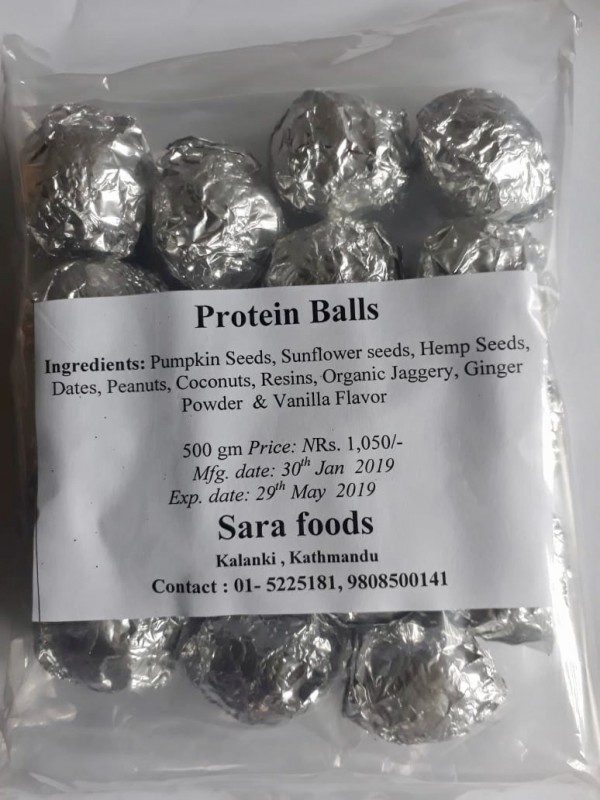 Protein Balls
Ingredients: Pumpkin Seeds, Sunflower seeds, Hemp Seeds,
Dates, Peanuts, Coconuts, Resins, Organic Jaggery, Ginger
Powder & Vanilla Flavor
500 gm Price: NRs. 1,050/-
Mfg. date: 30th Jan 2019
Exp. date: 29th May 2019
Sara foods
Kalanki , Kathmandu
Contact : 01- 5225181, 9808500141